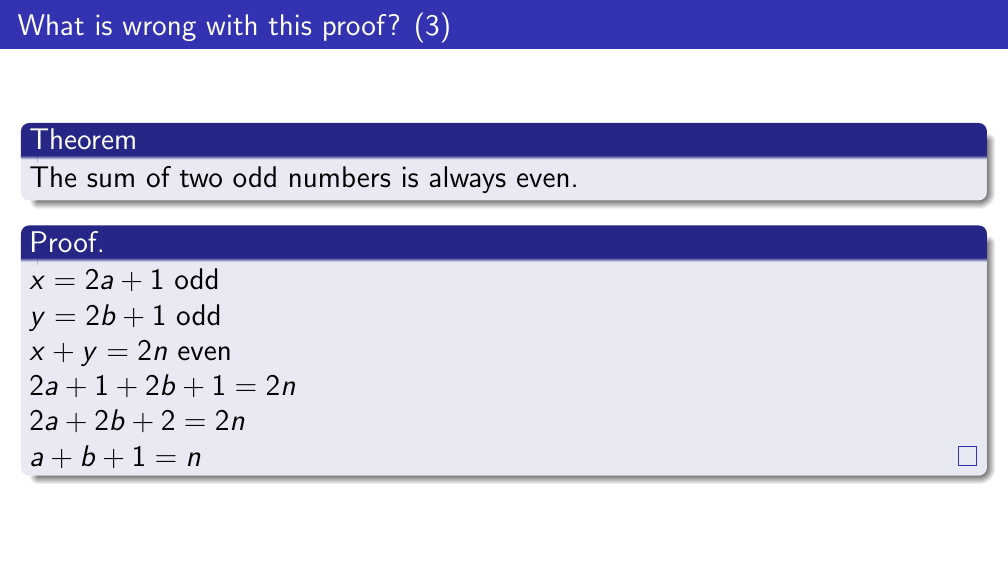 What is wrong with this proof? (3)
Theorem
The sum of two odd numbers is always even.
Proof.
x = 2a + 1 odd
y = 2b + 1 odd
x + y = 2n even
2a + 1 + 2b + 1 = 2n
2a + 2b + 2 = 2n
a + b + 1 = n □